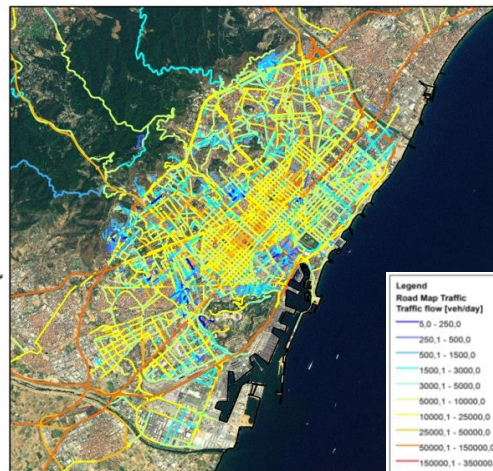 Legend
Road Map Traffic
Traffic flow [veh/day]
5,0 - 250,0
250,1 - 500,0
500,1 - 1500,0
1500,1 - 3000,0
3000,1 - 5000,0
5000,1 - 10000,0
10000,1 - 25000,0
25000,1 - 50000,0
50000,1 - 150000,0
150000,1 - 350000,